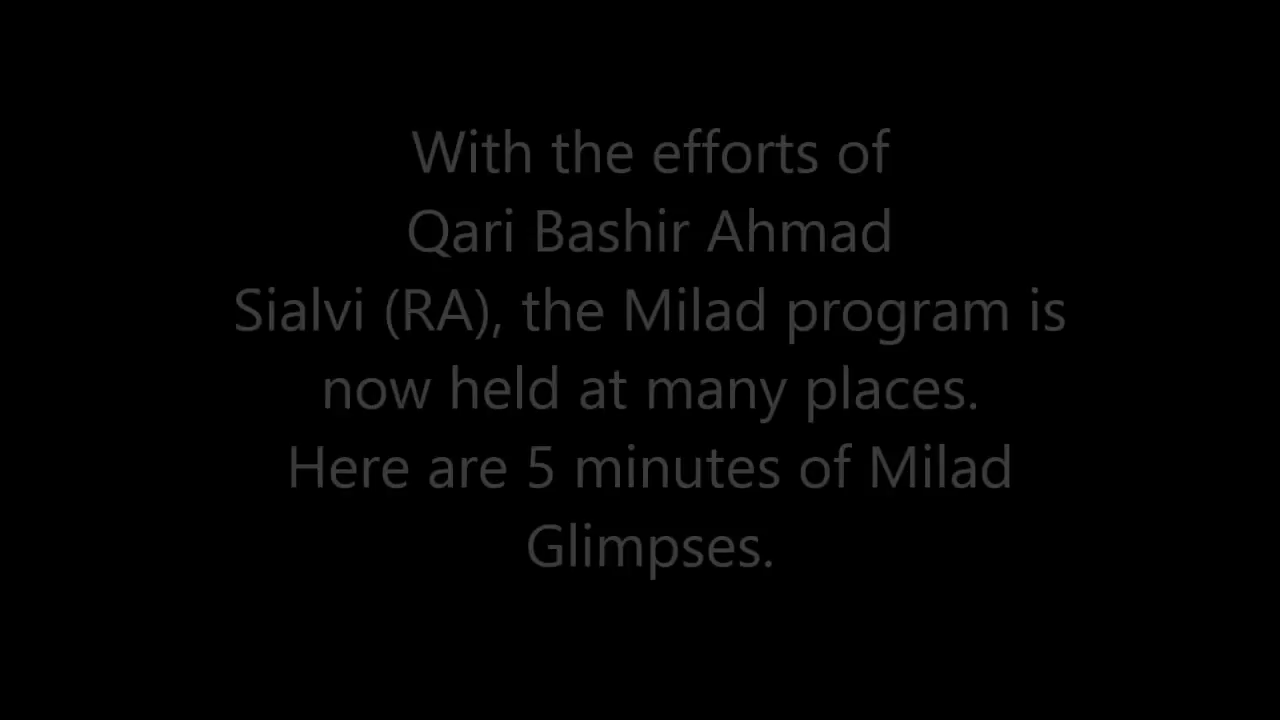 With the efforts of
Qari Bashir Ahmad
Sialvi (RA), the Milad program is
now held at many places.
Here are 5 minutes of Milad
Glimpses.